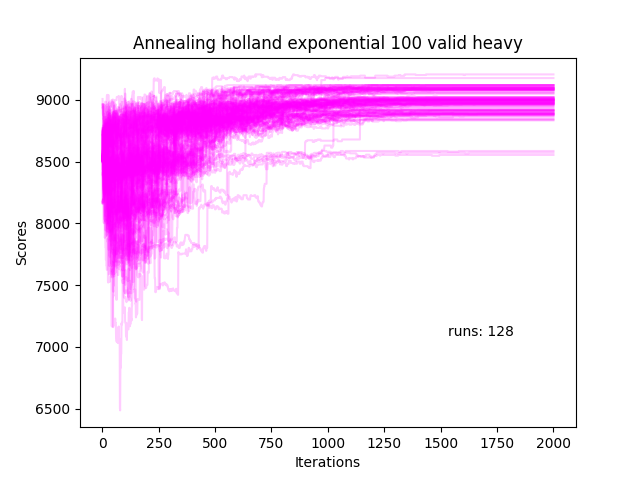 Annealing holland exponential 100 valid heavy
Scores
9000
8500
8000
7500
7000
6500
runs: 128
0 250 500 750 1000 1250 1500 1750 2000
Iterations